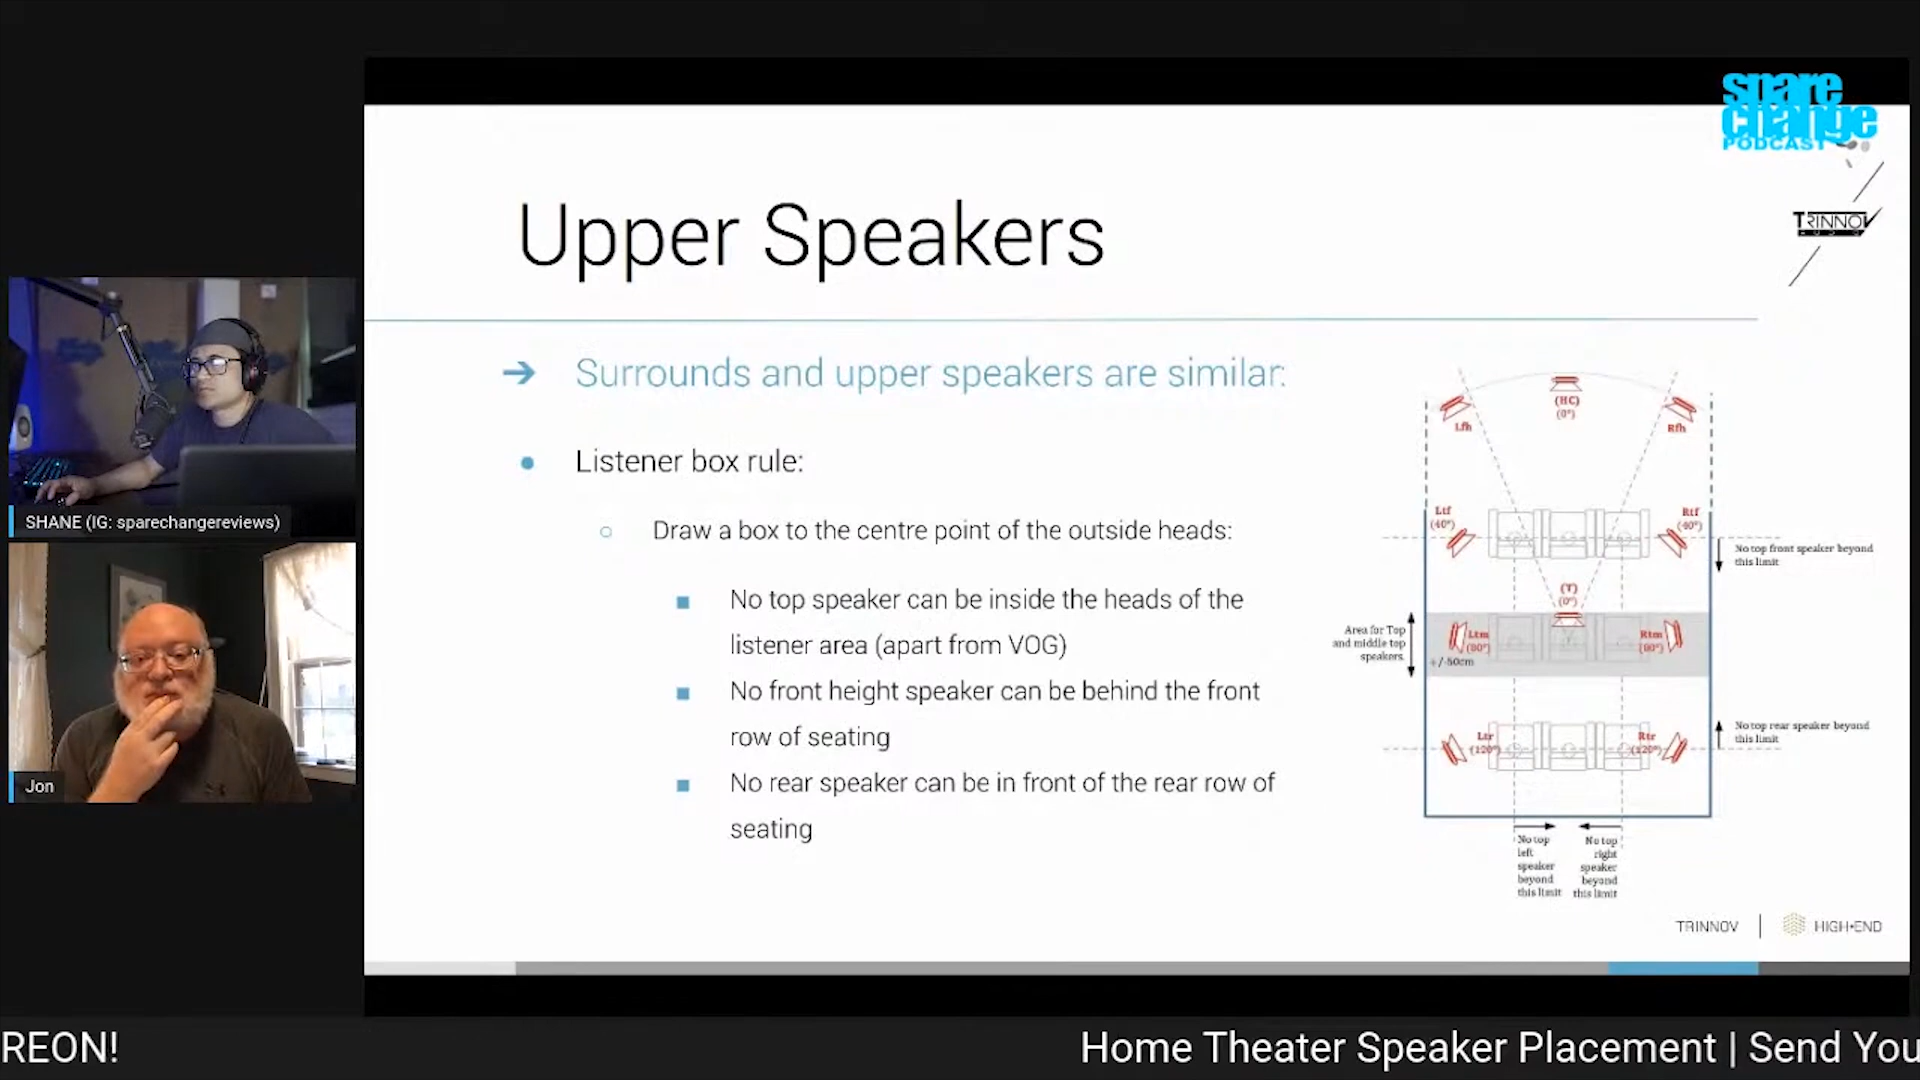 spare
change
PODCAST
TRINNOV
Upper Speakers
→ Surrounds and upper speakers are similar:
Listener box rule:
Draw a box to the centre point of the outside heads:
No top speaker can be inside the heads of the
listener area (apart from VOG)
No front height speaker can be behind the front
row of seating
No rear speaker can be in front of the rear row of
seating
(HC)
(0°)
Lfh
Rfh
Ltf
(40°)
Rtf
(40°)
No top front speaker beyond
this limit
(T)
(0°)
Area for Top
and middle top
speakers.
+/-50cm
Ltm
(80°)
Rtm
(80°)
No top rear speaker beyond
this limit
Ltr
(120°)
Rtr
(120°)
No top
left
speaker
beyond
this limit
No top
right
speaker
beyond
this limit
TRINNOV | HIGH•END
SHANE (IG: sparechangereviews)
Jon
REON!
Home Theater Speaker Placement | Send You